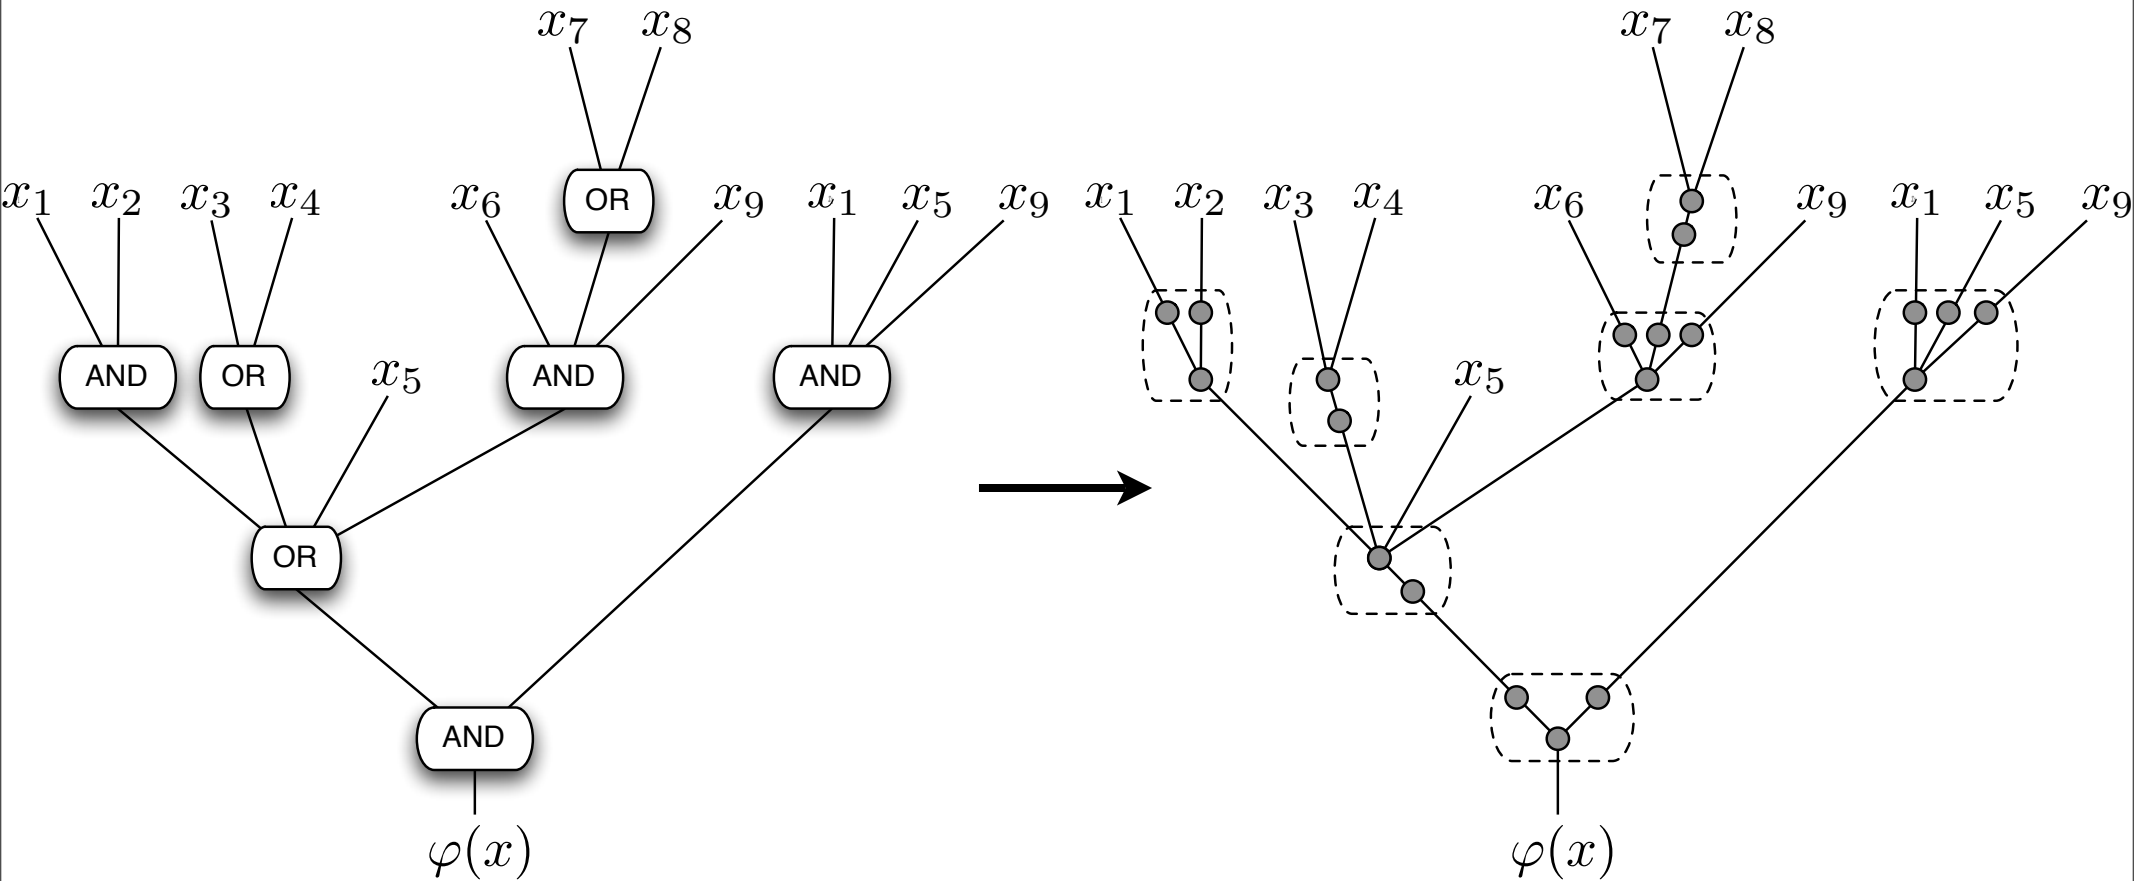 x₇ x₈ x₇ x₈
OR
x₁ x₂ x₃ x₄ x₆ x₉ x₁ x₅ x₉ x₁ x₂ x₃ x₄ x₆ x₉ x₁ x₅ x₉
AND OR x₅ AND AND x₅
OR
AND
φ(x) φ(x)